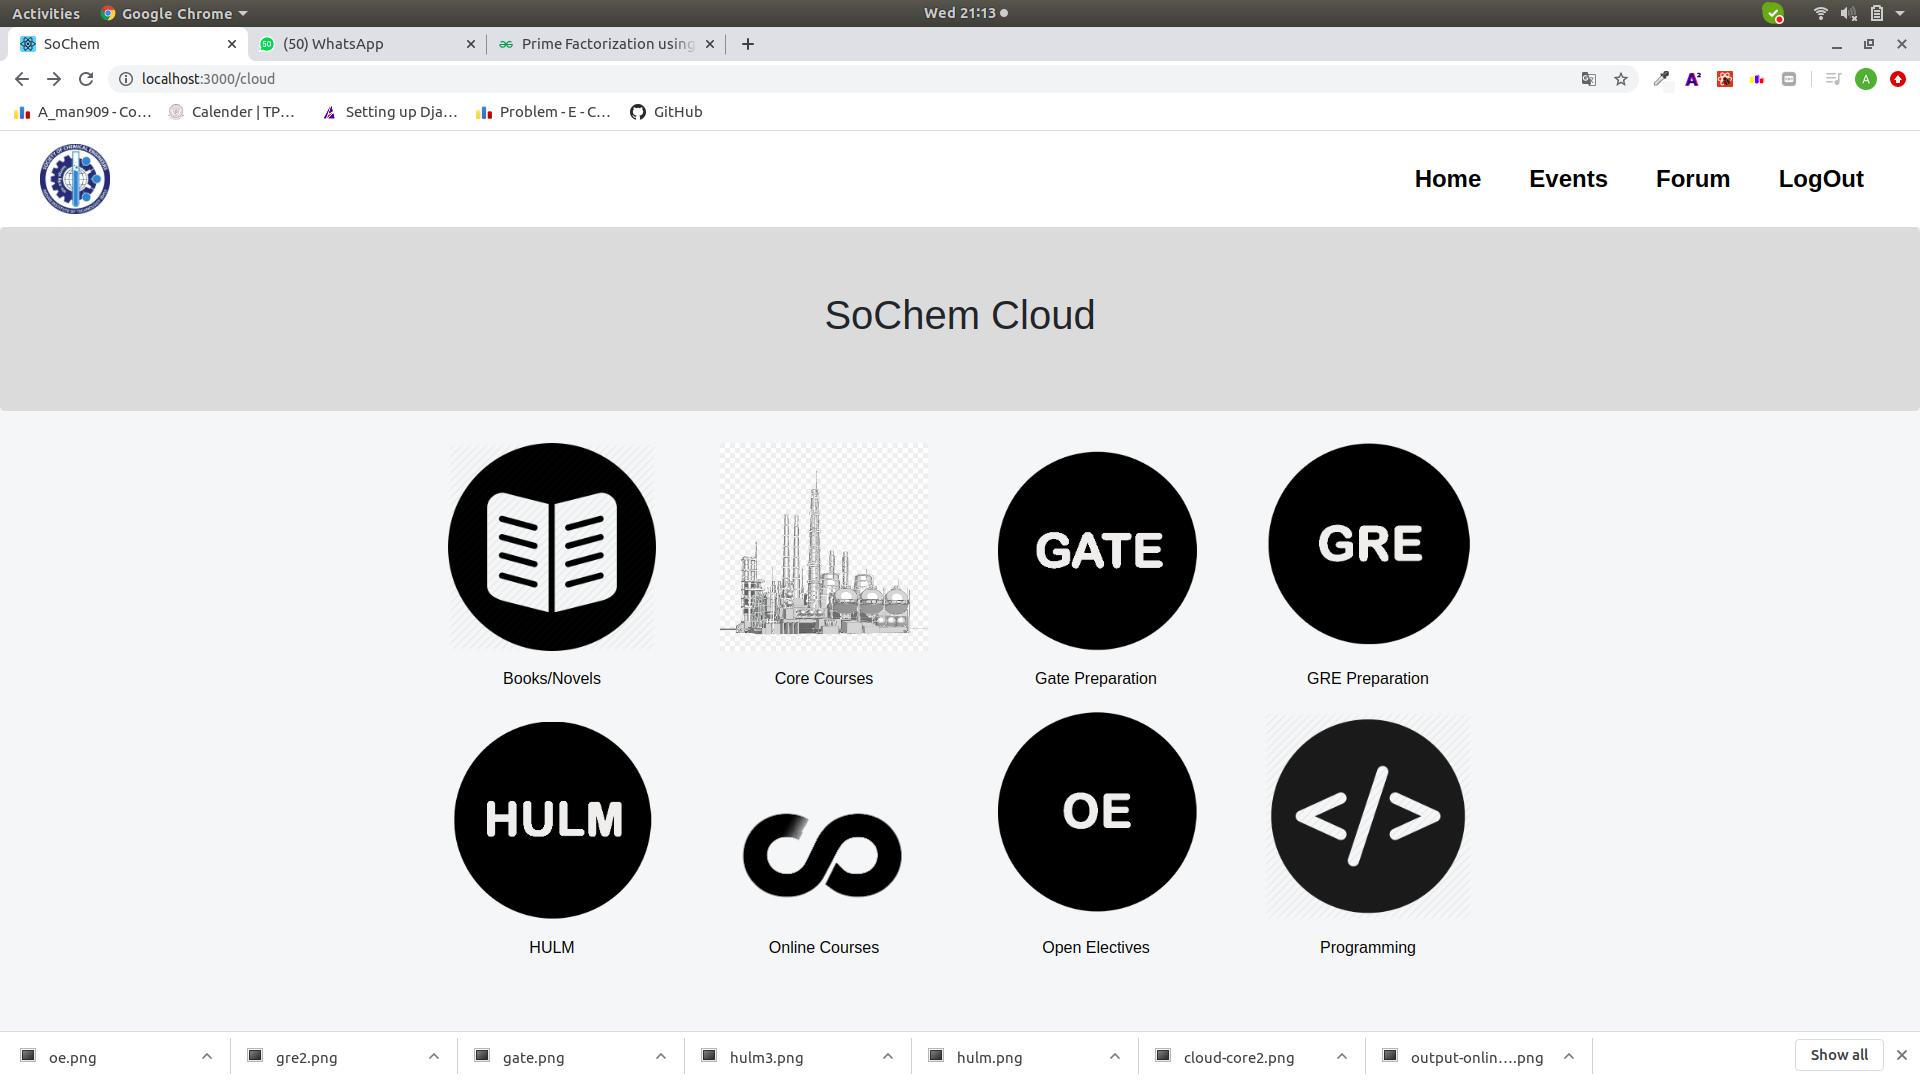 Activities Google Chrome Wed 21:13
SoChem (50) WhatsApp Prime Factorization using
localhost:3000/cloud
A_man909 - Co... Calender | TP... Setting up Dja... Problem - E - C... GitHub
Home Events Forum LogOut
SoChem Cloud
GATE GRE
Books/Novels Core Courses Gate Preparation GRE Preparation
HULM OE </>
HULM Online Courses Open Electives Programming
oe.png gre2.png gate.png hulm3.png hulm.png cloud-core2.png output-onlin....png Show all